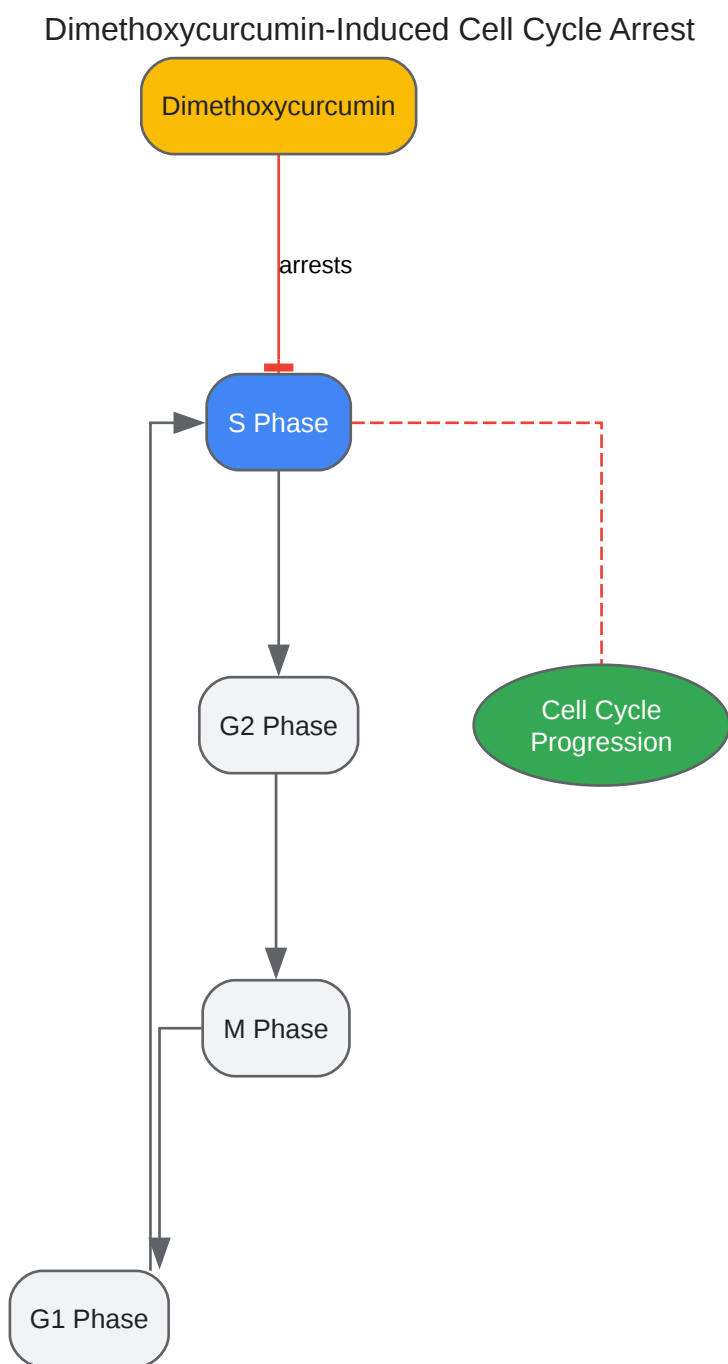 Dimethoxycurcumin-Induced Cell Cycle Arrest
Dimethoxycurcumin
arrests
S Phase
G2 Phase
Cell Cycle
Progression
M Phase
G1 Phase